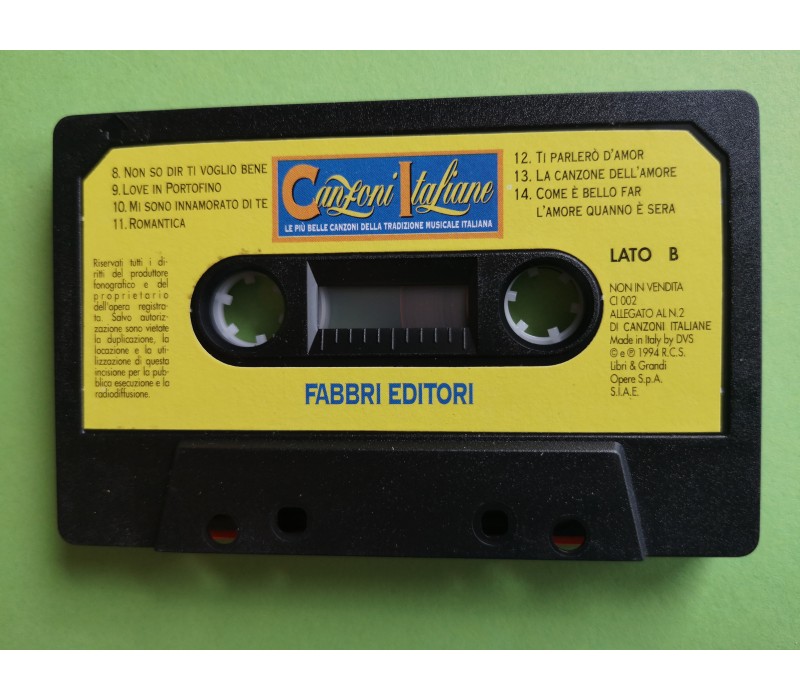 8. NON SO DIR TI VOGLIO BENE
9. LOVE IN PORTOFINO
10. MI SONO INNAMORATO DI TE
11. ROMANTICA
Canzoni Italiane
LE PIÙ BELLE CANZONI DELLA TRADIZIONE MUSICALE ITALIANA
12. TI PARLERÒ D'AMOR
13. LA CANZONE DELL'AMORE
14. COME È BELLO FAR
L'AMORE QUANNO È SERA
Riservati tutti i di-
ritti del produttore
fonografico e del
proprietario
dell'opera registra-
ta. Salvo autoriz-
zazione sono vietate
la duplicazione, la
locazione e la uti-
lizzazione di questa
incisione per la pub-
blico esecuzione e la
radiodiffusione.
LATO B
NON IN VENDITA
CI 002
ALLEGATO AL N.2
DI CANZONI ITALIANE
Made in Italy by DVS
© e ℗ 1994 R.C.S.
Libri & Grandi
Opere S.p.A.
S.I.A.E.
FABBRI EDITORI